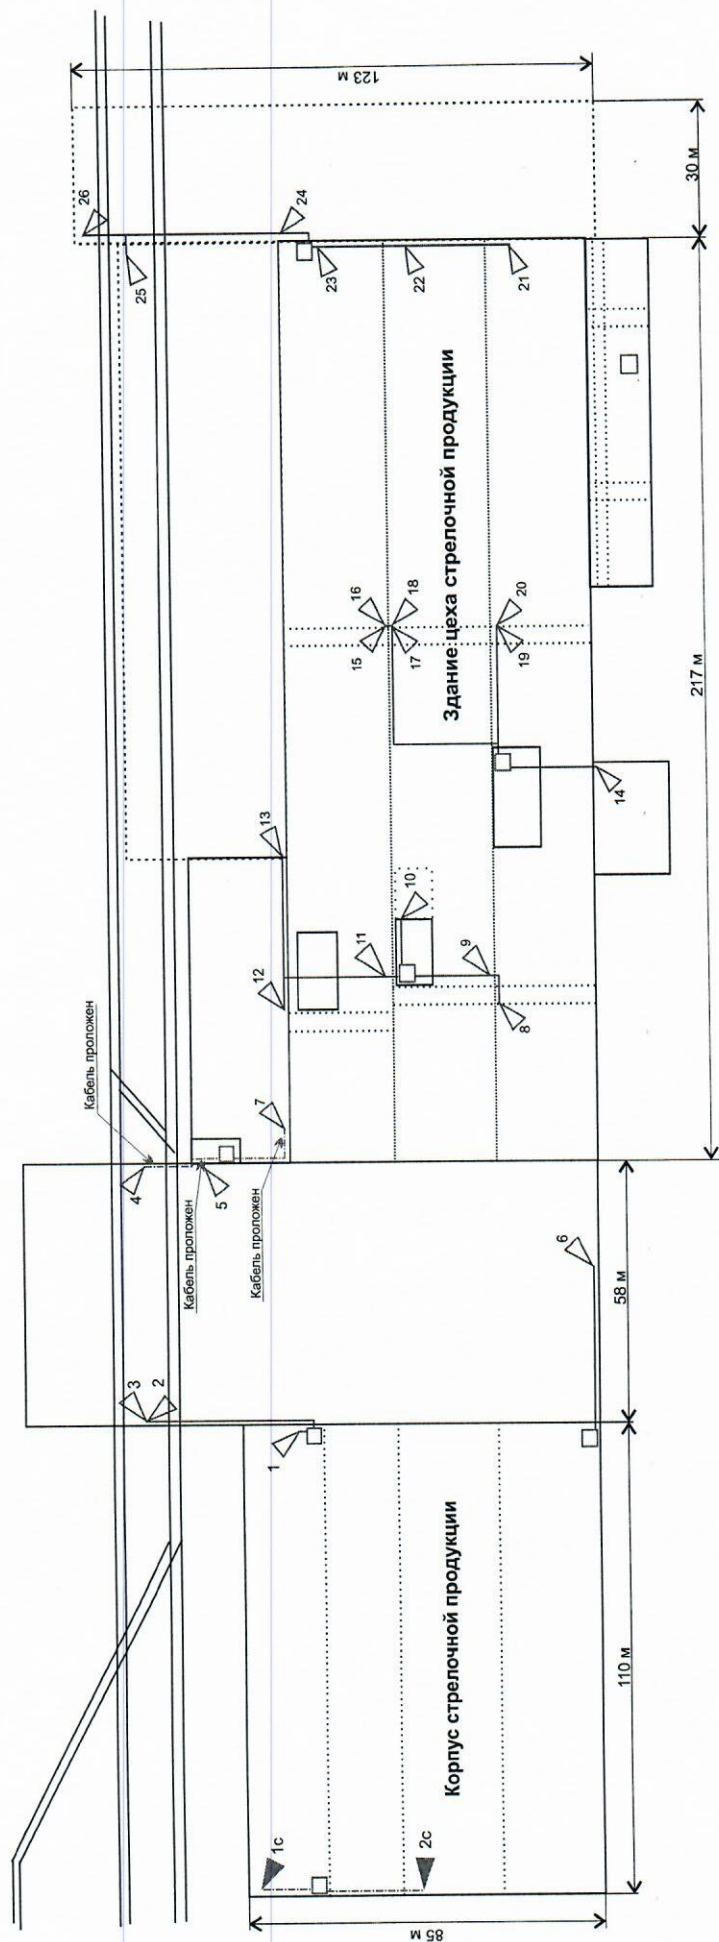 Кабель проложен
Кабель проложен
Кабель проложен
Корпус стрелочной продукции
Здание цеха стрелочной продукции
1с
2с
1
2
3
4
5
6
7
8
9
10
11
12
13
14
15
16
17
18
19
20
21
22
23
24
25
26
85 м
110 м
58 м
217 м
30 м
123 м